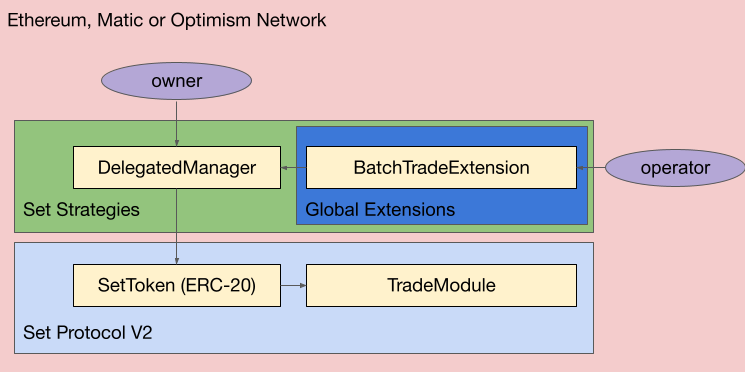 Ethereum, Matic or Optimism Network
owner
DelegatedManager
BatchTradeExtension
operator
Set Strategies
Global Extensions
SetToken (ERC-20)
TradeModule
Set Protocol V2